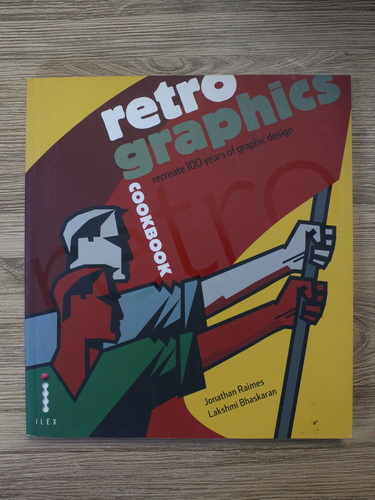 retro
graphics
recreate 100 years of graphic design
COOKBOOK
retro
Jonathan Raimes
Lakshmi Bhaskaran
ILEX